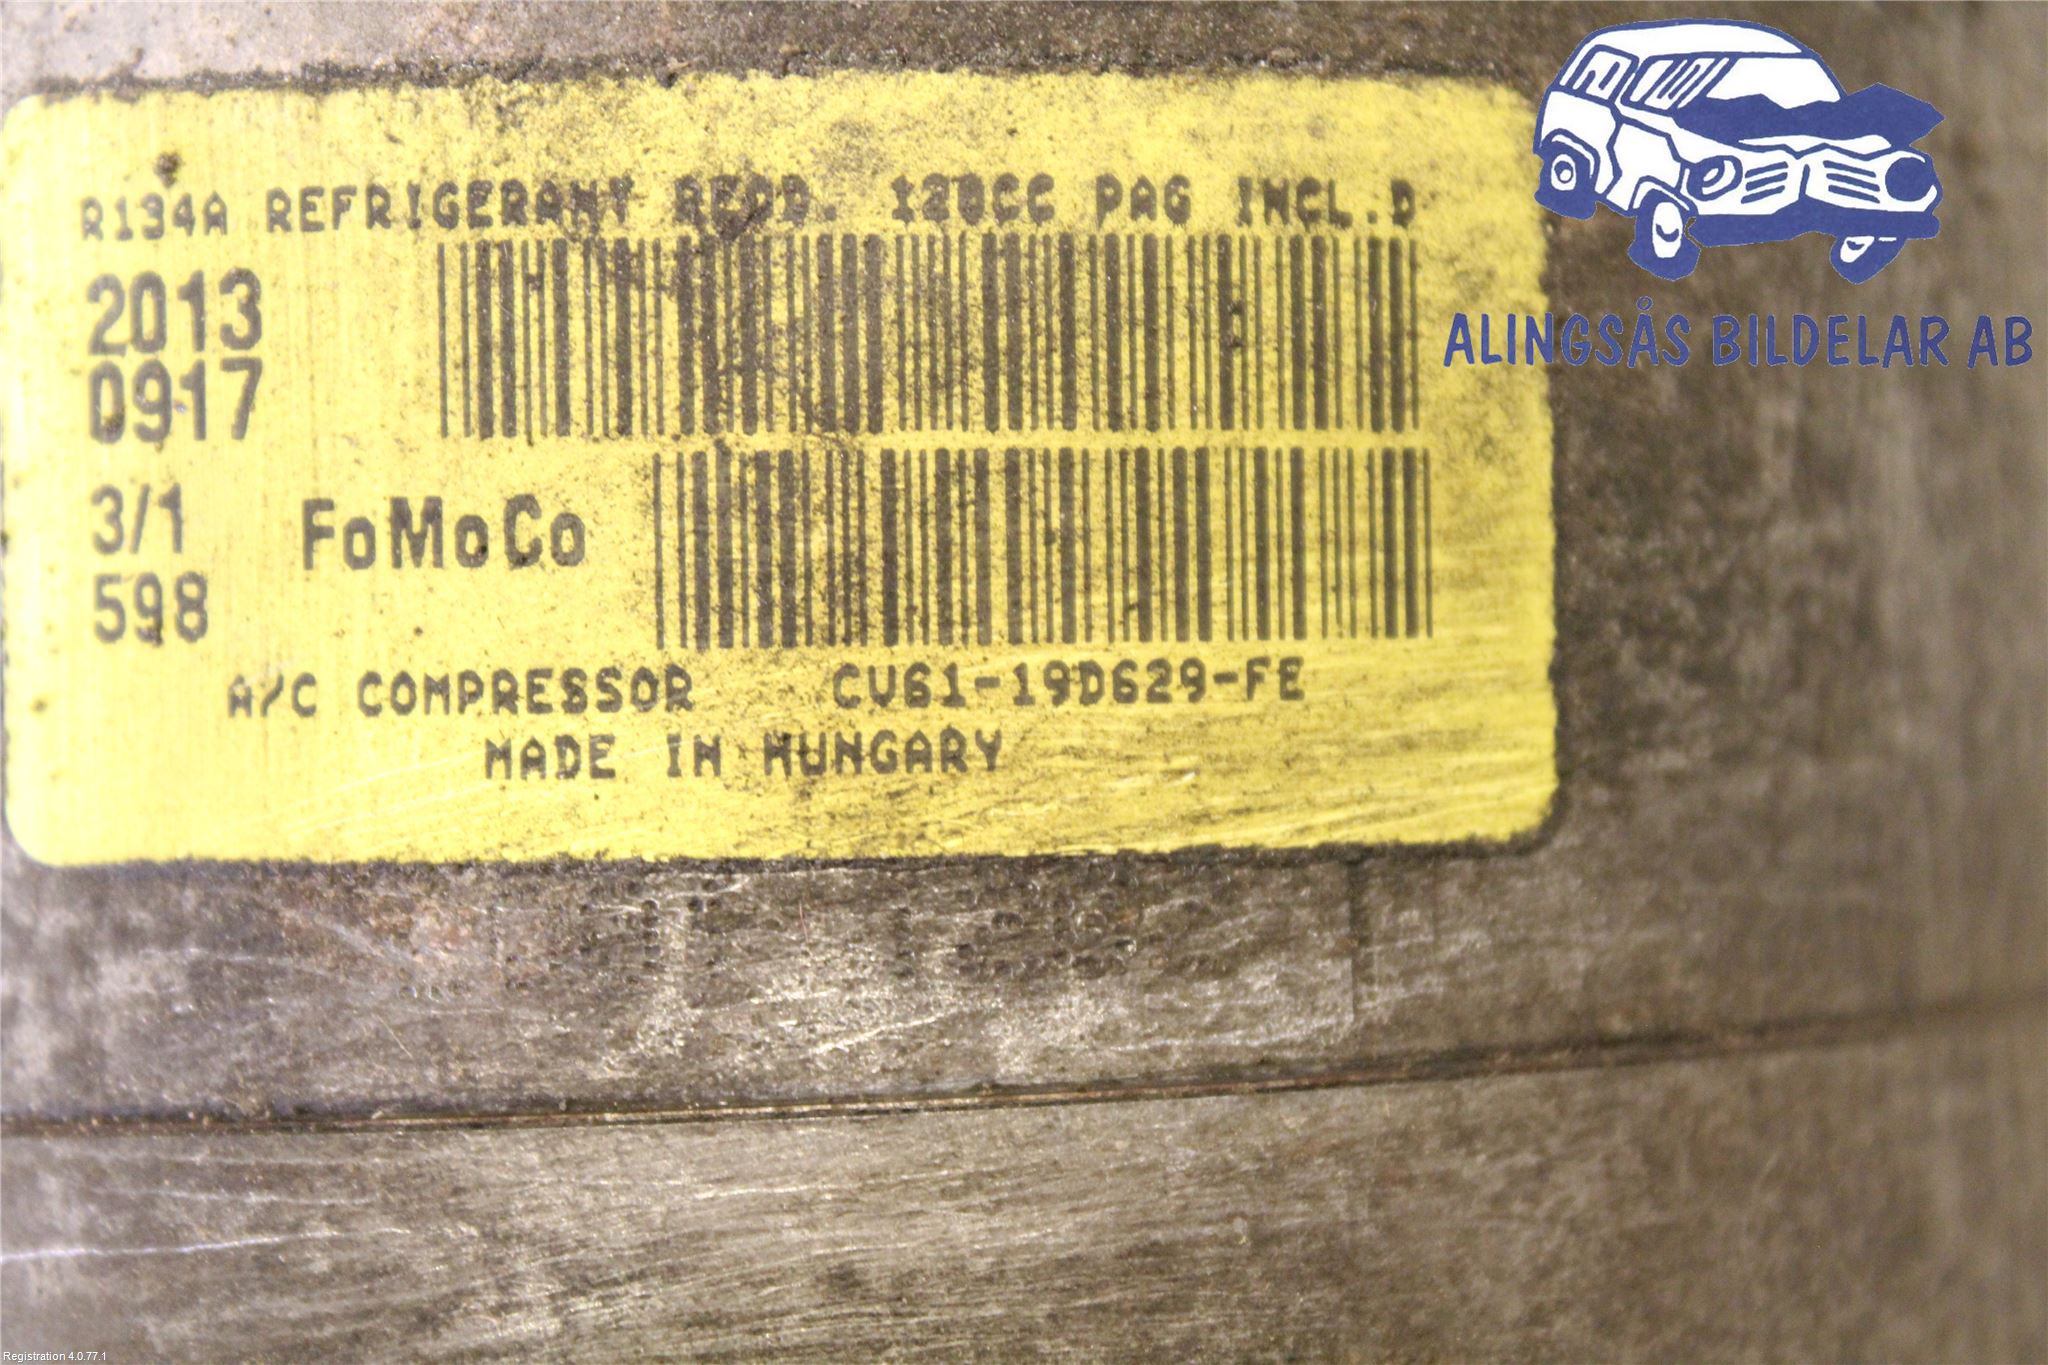 R134A REFRIGERANT REQD. 120CC PAG INCL.D
2013
0917
3/1
598
FoMoCo
A/C COMPRESSOR CV61-19D629-FE
MADE IN HUNGARY
ALINGSÅS BILDELAR AB
Registration 4.0.77.1